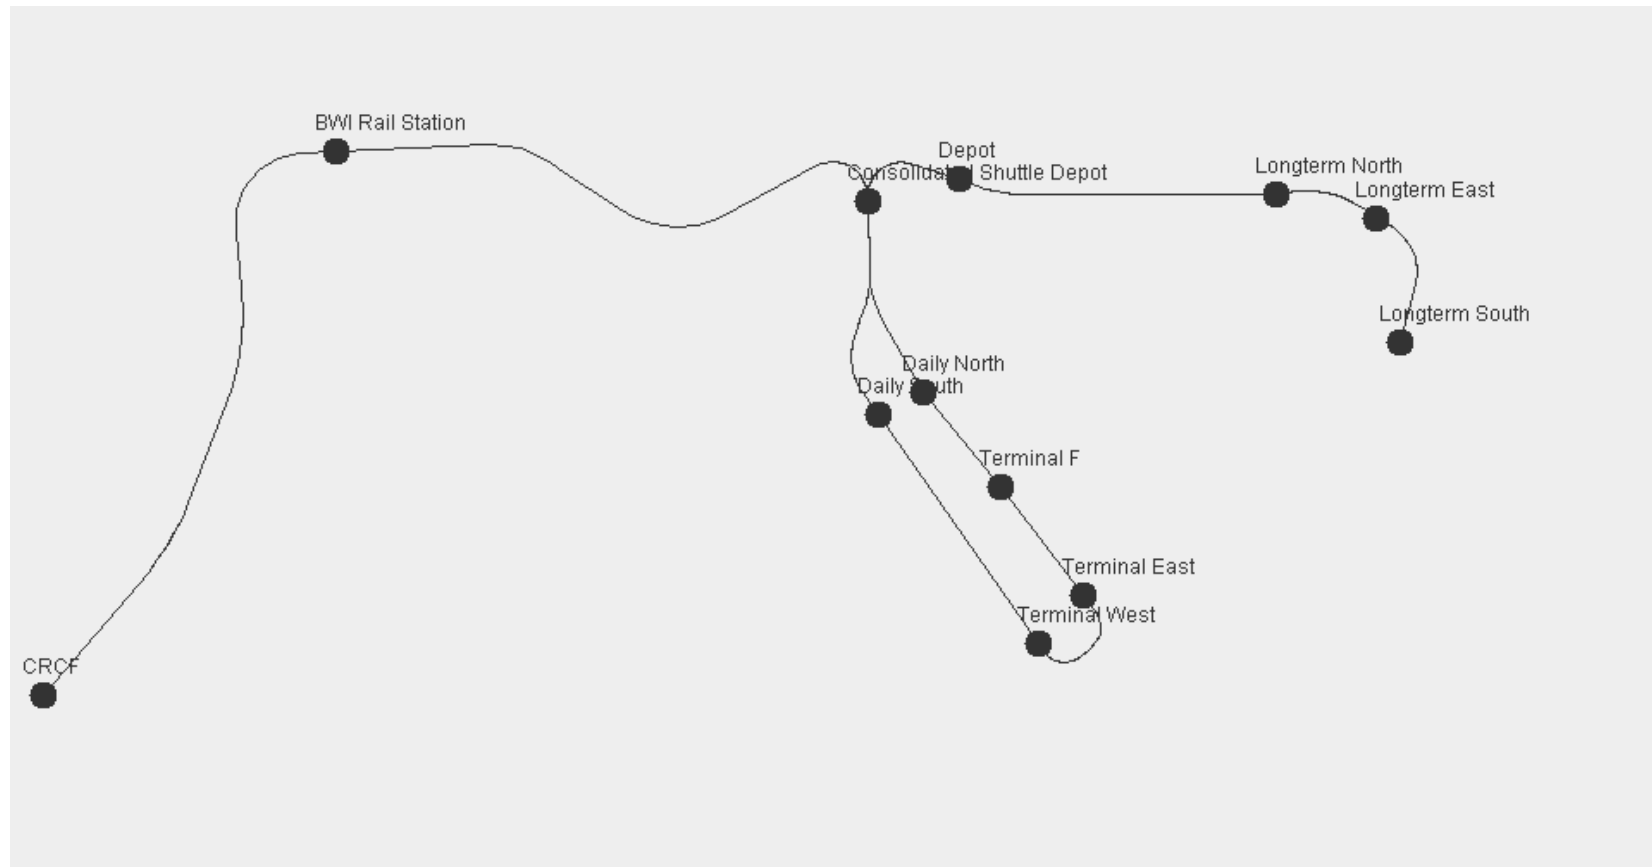 BWI Rail Station
Depot
Consolidated Shuttle Depot
Longterm North
Longterm East
Longterm South
Daily North
Daily South
Terminal F
Terminal East
Terminal West
CRCF